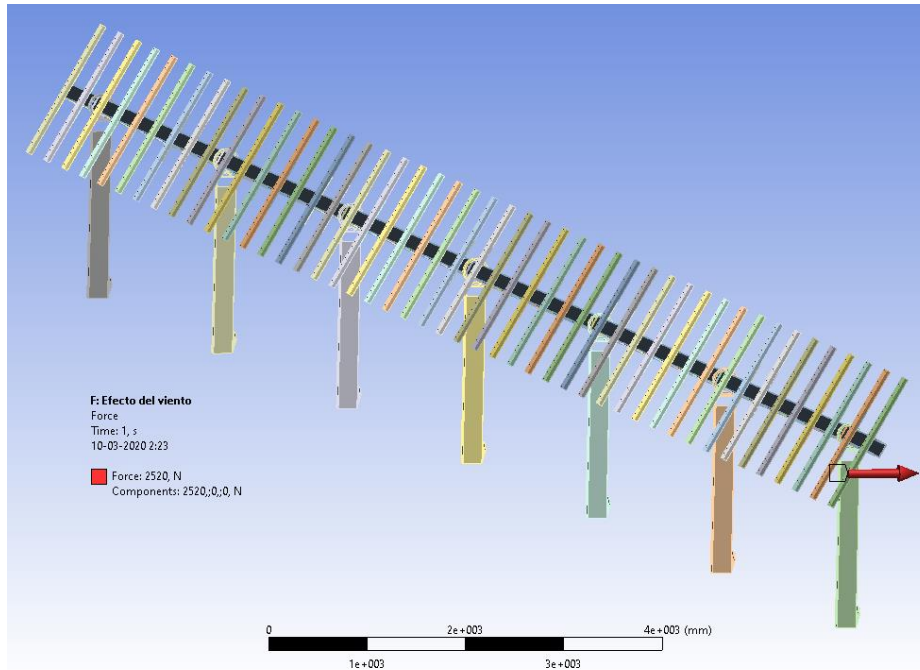 F: Efecto del viento
Force
Time: 1, s
10-03-2020 2:23
Force: 2520, N
Components: 2520,;0,;0, N
0 2e+003 4e+003 (mm)
1e+003 3e+003